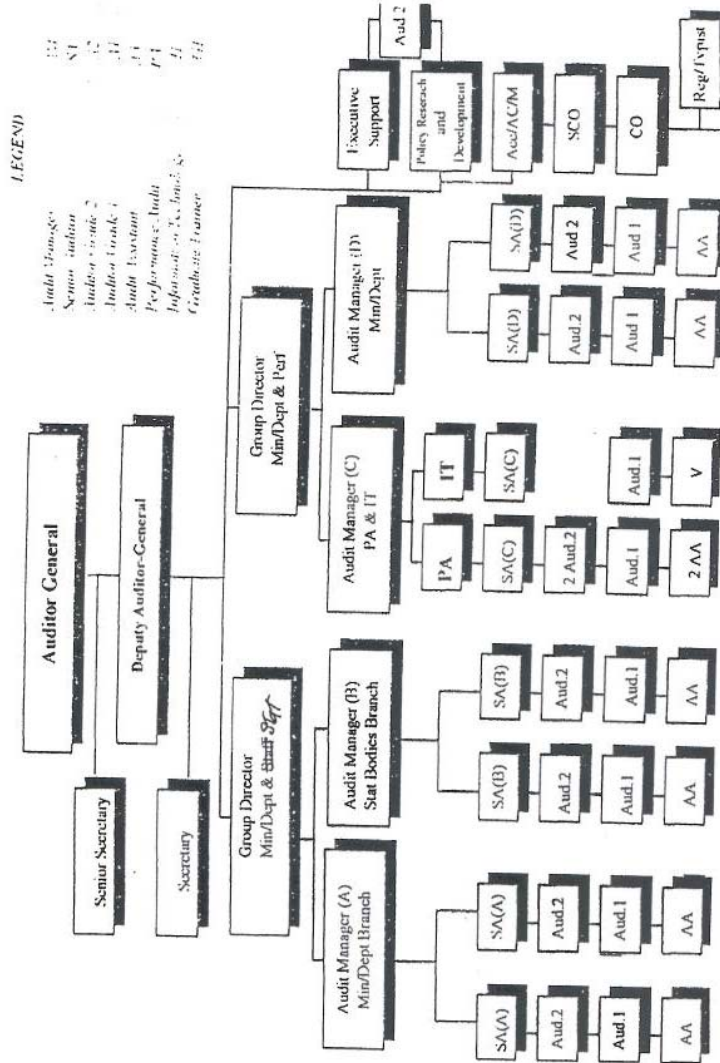 LEGEND
Audit Manager
Senior Auditor
Auditor Grade 2
Auditor Grade 1
Audit Assistant
Performance Audit
Information Technology
Graduate Trainee
Auditor General
Senior Secretary
Deputy Auditor-General
Secretary
Group Director
Min/Dept &
Group Director
Min/Dept & Perf
Executive
Support
Aud 2
Policy Reserach
and
Development
Acc/AC/M
SCO
CO
Reg/Typist
Audit Manager (A)
Min/Dept Branch
Audit Manager (B)
Stat Bodies Branch
Audit Manager (C)
PA & IT
Audit Manager (D)
Min/Dept
PA
IT
SA(A)
SA(A)
SA(B)
SA(B)
SA(C)
SA(C)
SA(D)
SA(D)
Aud.2
Aud.2
Aud.2
Aud.2
2 Aud.2
Aud.2
Aud 2
Aud.1
Aud.1
Aud.1
Aud.1
Aud.1
Aud.1
Aud 1
Aud 1
AA
AA
AA
AA
2 AA
V
AA
AA